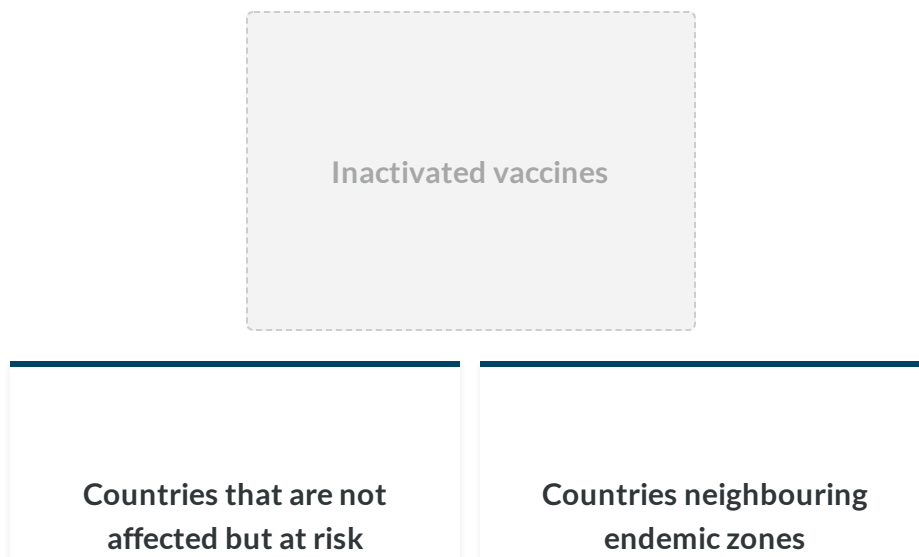 Inactivated vaccines
Countries that are not
affected but at risk
Countries neighbouring
endemic zones